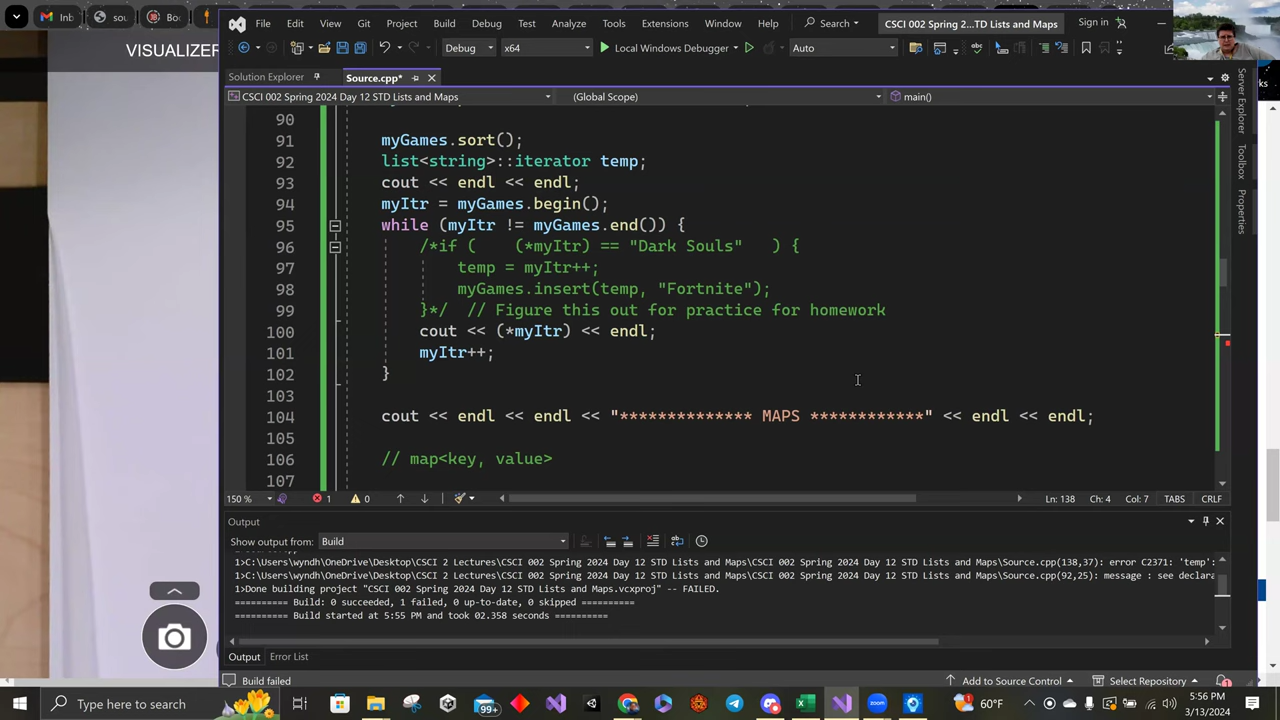 Inb
sou
Bo
File Edit View Git Project Build Debug Test Analyze Tools Extensions Window Help Search CSCI 002 Spring 2...TD Lists and Maps Sign in
VISUALIZER
Debug x64 Local Windows Debugger Auto
Solution Explorer Source.cpp*
CSCI 002 Spring 2024 Day 12 STD Lists and Maps (Global Scope) main()
90
91 myGames.sort();
92 list<string>::iterator temp;
93 cout << endl << endl;
94 myItr = myGames.begin();
95 while (myItr != myGames.end()) {
96 /*if ( (*myItr) == "Dark Souls" ) {
97 temp = myItr++;
98 myGames.insert(temp, "Fortnite");
99 }*/ // Figure this out for practice for homework
100 cout << (*myItr) << endl;
101 myItr++;
102 }
103
104 cout << endl << endl << "************** MAPS ************" << endl << endl;
105
106 // map<key, value>
107
150 % 1 0 Ln: 138 Ch: 4 Col: 7 TABS CRLF
Output
Show output from: Build
1>C:\Users\wyndh\OneDrive\Desktop\CSCI 2 Lectures\CSCI 002 Spring 2024 Day 12 STD Lists and Maps\CSCI 002 Spring 2024 Day 12 STD Lists and Maps\Source.cpp(138,37): error C2371: 'temp':
1>C:\Users\wyndh\OneDrive\Desktop\CSCI 2 Lectures\CSCI 002 Spring 2024 Day 12 STD Lists and Maps\CSCI 002 Spring 2024 Day 12 STD Lists and Maps\Source.cpp(92,25): message : see declara
1>Done building project "CSCI 002 Spring 2024 Day 12 STD Lists and Maps.vcxproj" -- FAILED.
========== Build: 0 succeeded, 1 failed, 0 up-to-date, 0 skipped ==========
========== Build started at 5:55 PM and took 02.358 seconds ==========
Output Error List
Build failed Add to Source Control Select Repository 1
Server Explorer
Toolbox
Properties
ks
Type here to search 99+ 60°F 5:56 PM
3/13/2024